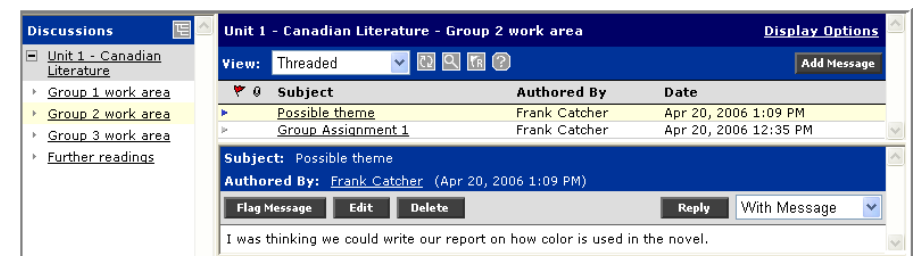 Discussions
Unit 1 - Canadian
Literature
Group 1 work area
Group 2 work area
Group 3 work area
Further readings
Unit 1 - Canadian Literature - Group 2 work area Display Options
View: Threaded Add Message
Subject Authored By Date
Possible theme Frank Catcher Apr 20, 2006 1:09 PM
Group Assignment 1 Frank Catcher Apr 20, 2006 12:35 PM
Subject: Possible theme
Authored By: Frank Catcher (Apr 20, 2006 1:09 PM)
Flag Message Edit Delete Reply With Message
I was thinking we could write our report on how color is used in the novel.